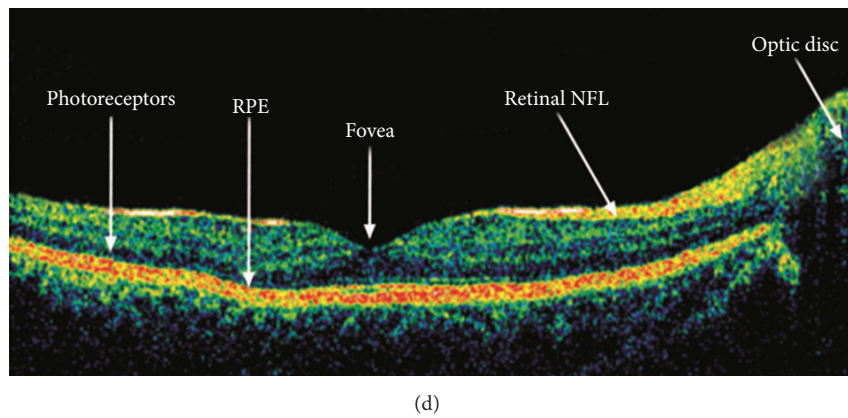 Optic disc
Photoreceptors
RPE
Retinal NFL
Fovea
(d)